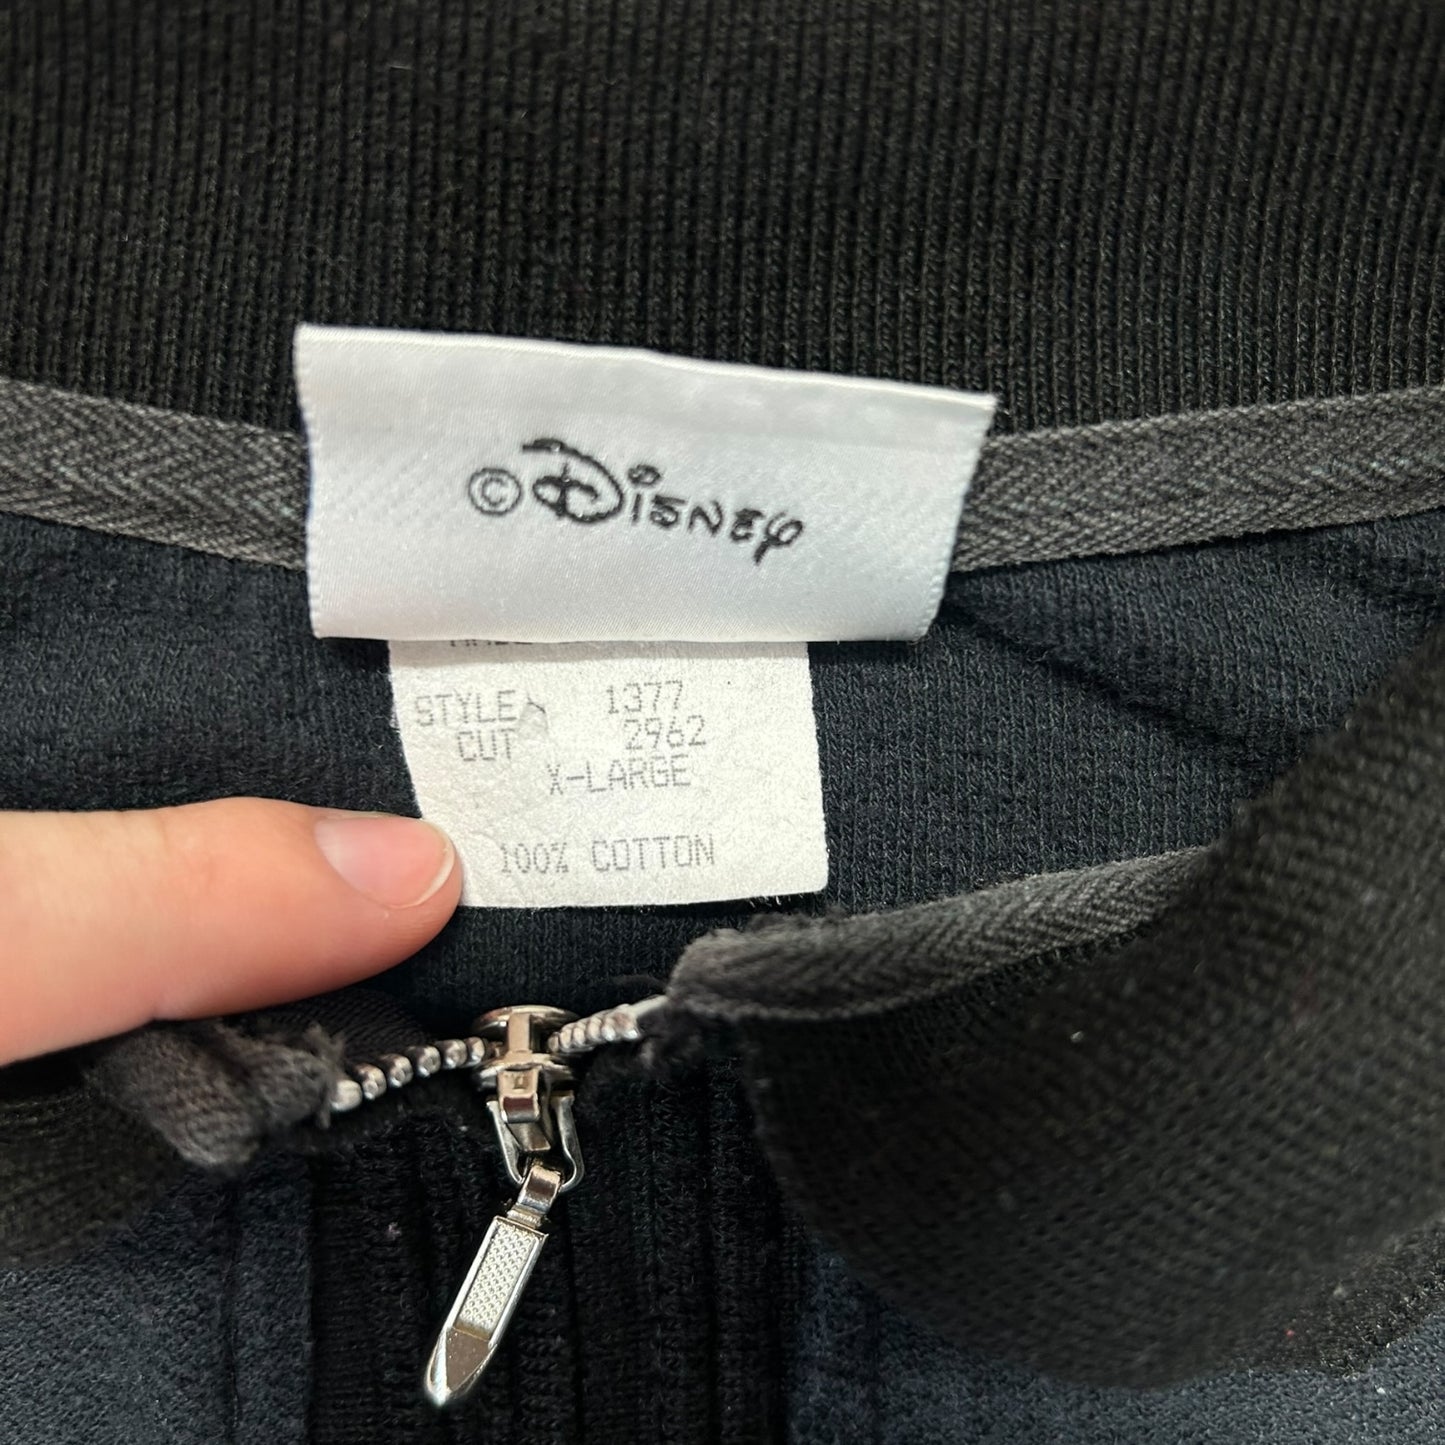 © Disney
STYLE 1377
CUT 2962
X-LARGE
100% COTTON